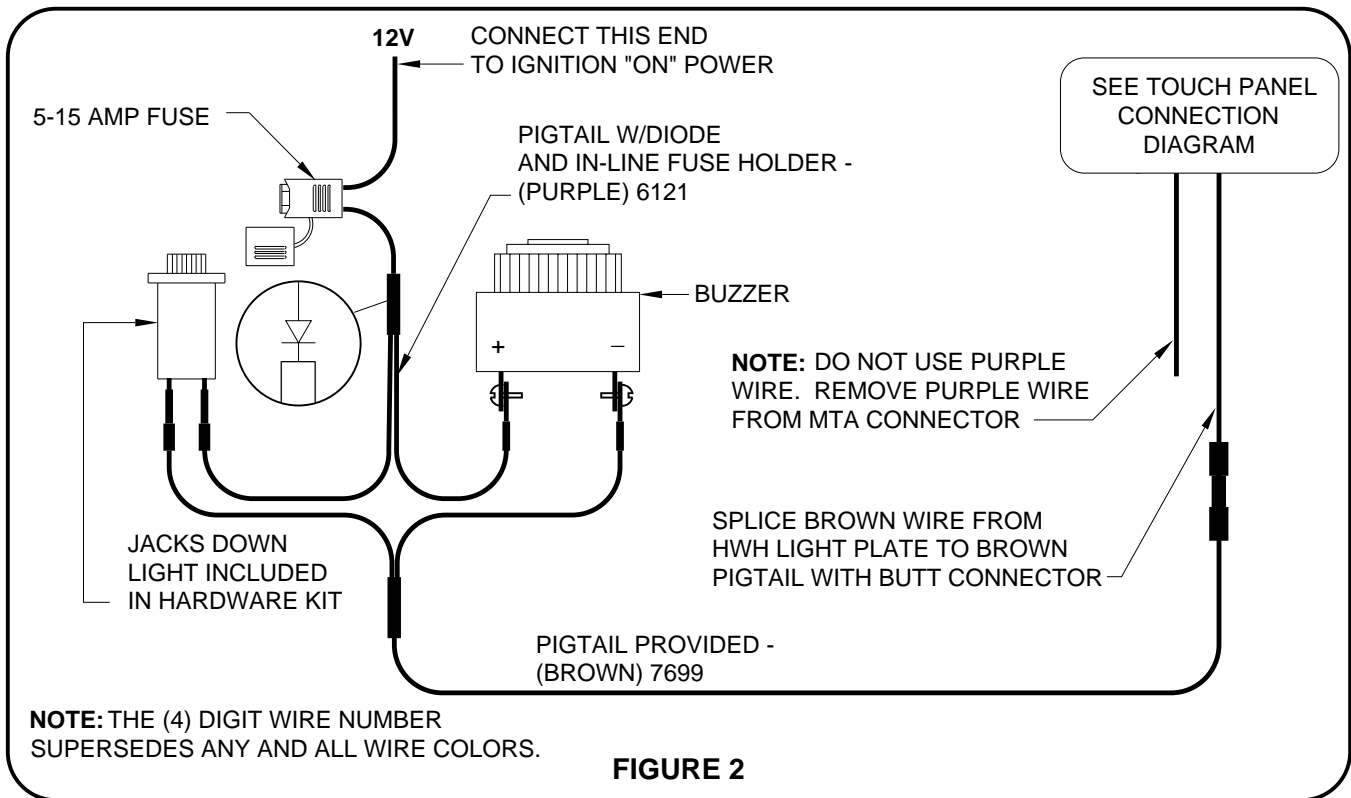 12V
CONNECT THIS END
TO IGNITION "ON" POWER
5-15 AMP FUSE
PIGTAIL W/DIODE
AND IN-LINE FUSE HOLDER -
(PURPLE) 6121
SEE TOUCH PANEL
CONNECTION
DIAGRAM
BUZZER
+
–
NOTE: DO NOT USE PURPLE
WIRE. REMOVE PURPLE WIRE
FROM MTA CONNECTOR
JACKS DOWN
LIGHT INCLUDED
IN HARDWARE KIT
SPLICE BROWN WIRE FROM
HWH LIGHT PLATE TO BROWN
PIGTAIL WITH BUTT CONNECTOR
PIGTAIL PROVIDED -
(BROWN) 7699
NOTE: THE (4) DIGIT WIRE NUMBER
SUPERSEDES ANY AND ALL WIRE COLORS.
FIGURE 2